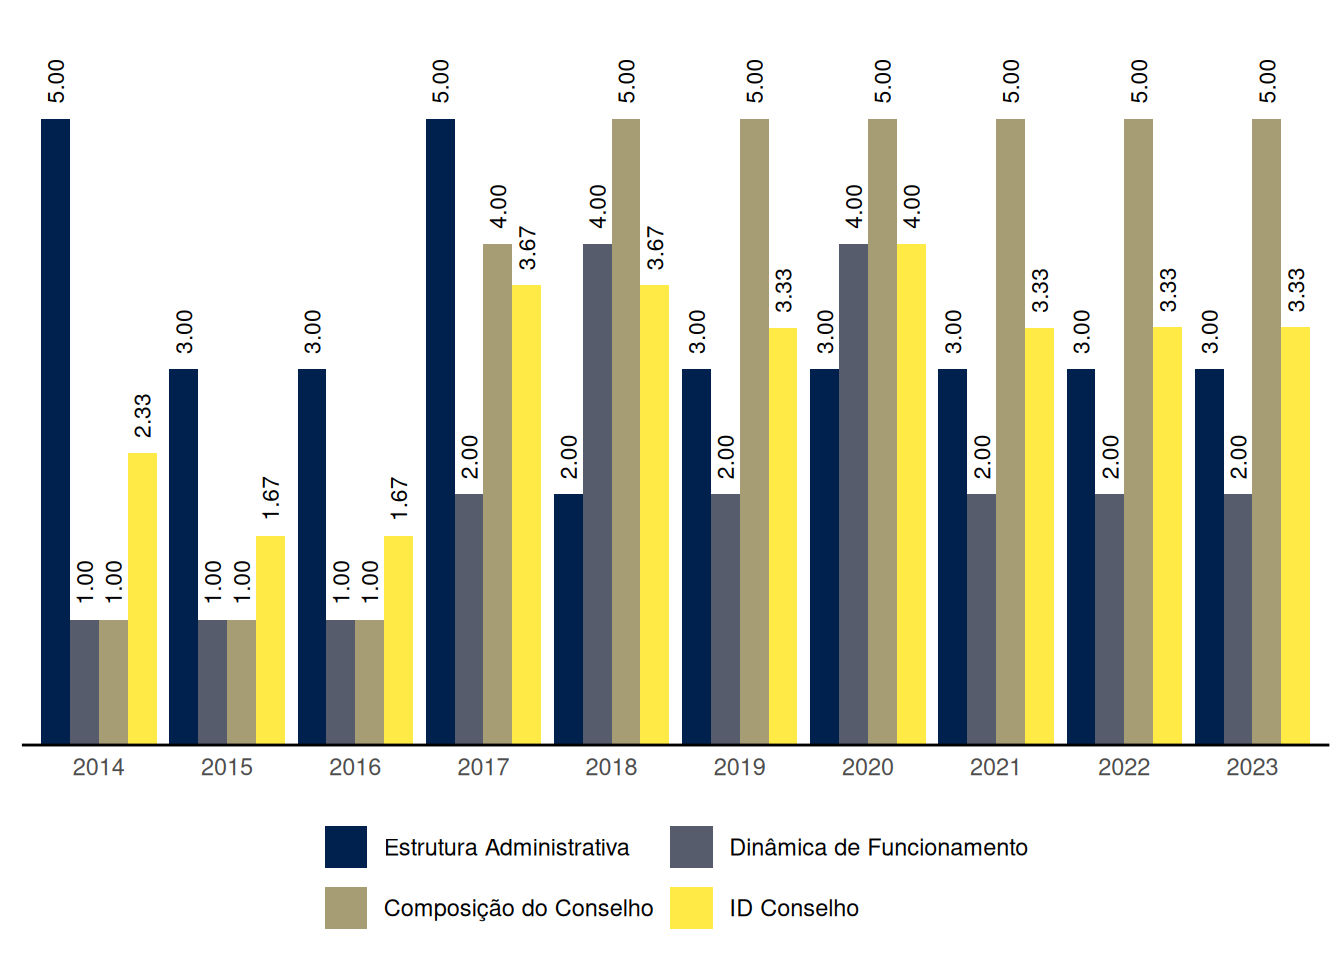 5.00 1.00 1.00 2.33
3.00 1.00 1.00 1.67
3.00 1.00 1.00 1.67
5.00 2.00 4.00 3.67
2.00 4.00 5.00 3.67
3.00 2.00 5.00 3.33
3.00 4.00 5.00 4.00
3.00 2.00 5.00 3.33
3.00 2.00 5.00 3.33
3.00 2.00 5.00 3.33
2014 2015 2016 2017 2018 2019 2020 2021 2022 2023
Estrutura Administrativa Dinâmica de Funcionamento
Composição do Conselho ID Conselho